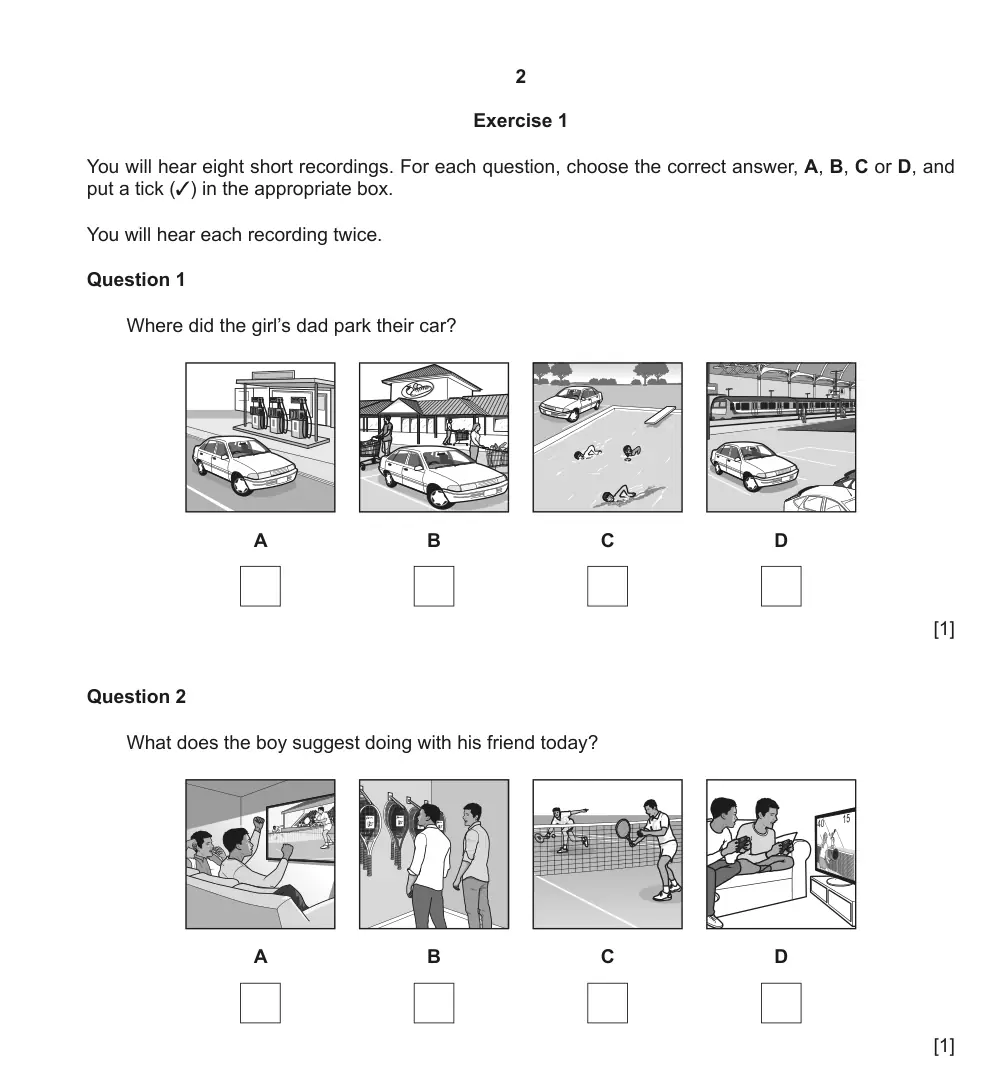 2
Exercise 1
You will hear eight short recordings. For each question, choose the correct answer, A, B, C or D, and
put a tick (✓) in the appropriate box.
You will hear each recording twice.
Question 1
Where did the girl’s dad park their car?
A B C D
[1]
Question 2
What does the boy suggest doing with his friend today?
40 15
A B C D
[1]